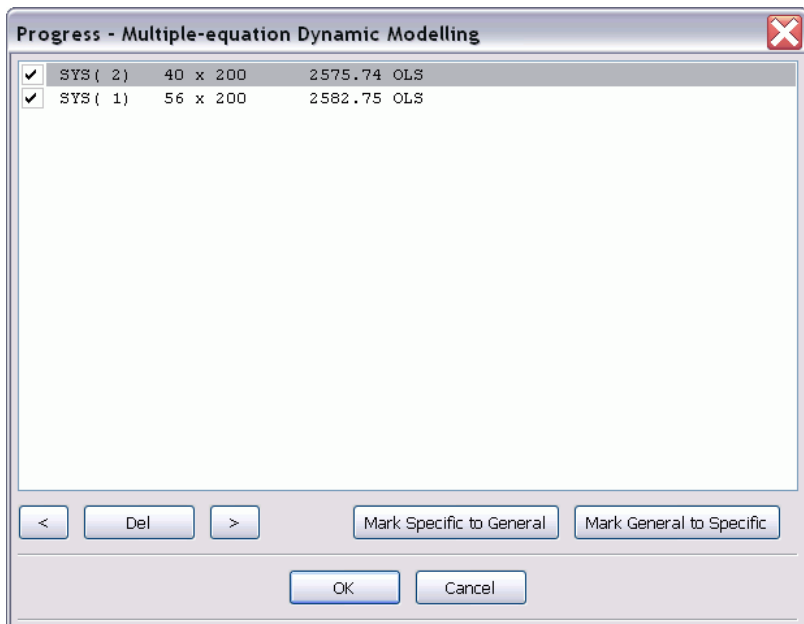 Progress - Multiple-equation Dynamic Modelling
SYS( 2) 40 x 200 2575.74 OLS
SYS( 1) 56 x 200 2582.75 OLS
< Del > Mark Specific to General Mark General to Specific
OK Cancel